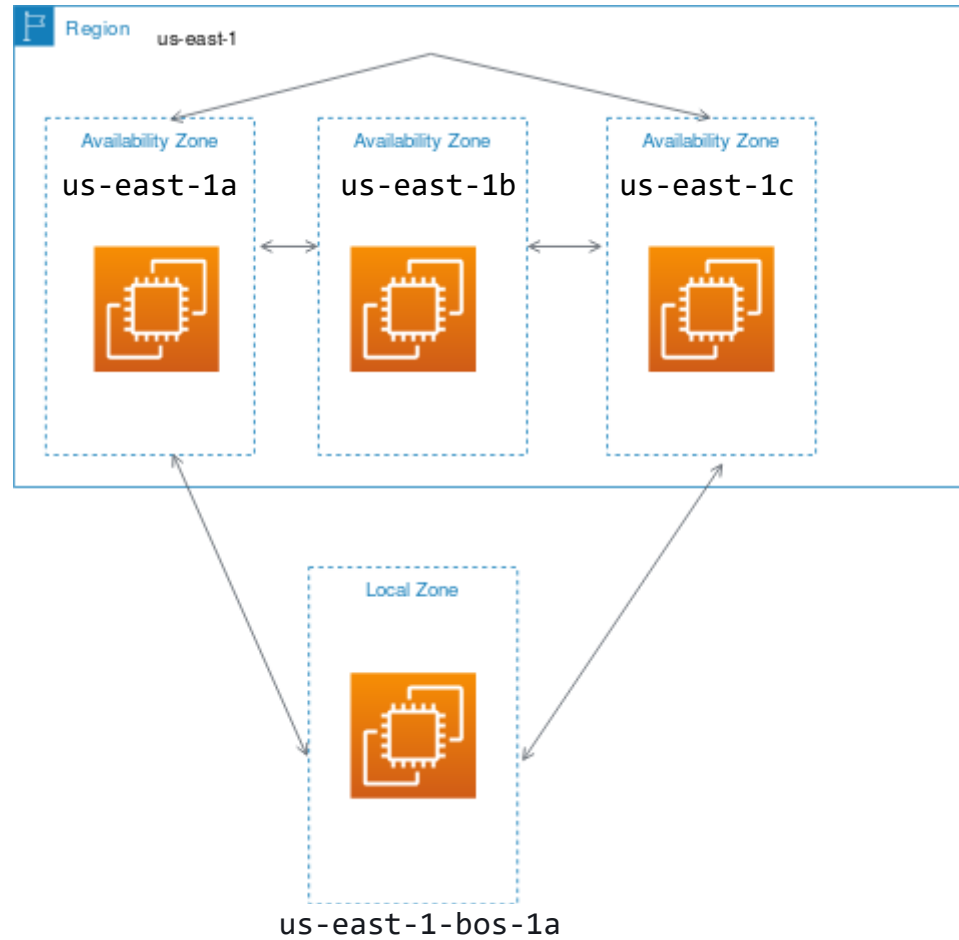 Region
us-east-1
Availability Zone
us-east-1a
Availability Zone
us-east-1b
Availability Zone
us-east-1c
Local Zone
us-east-1-bos-1a